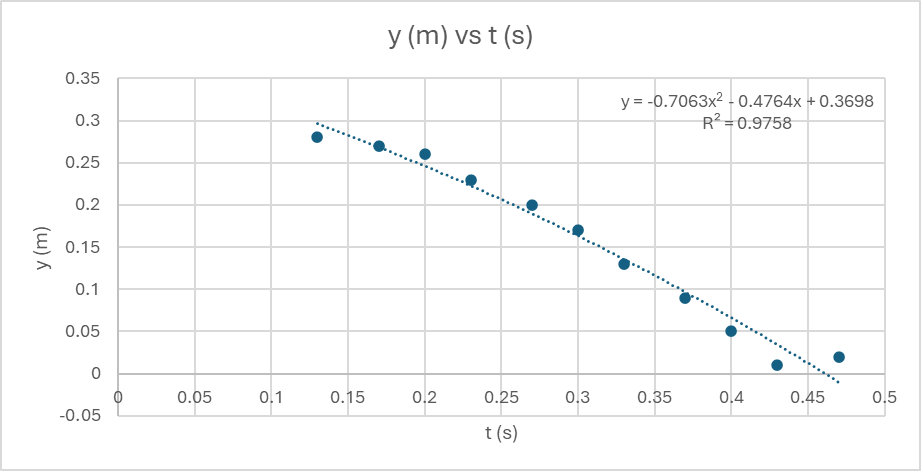 y (m) vs t (s)
0.35
y = -0.7063x² - 0.4764x + 0.3698
R² = 0.9758
0.3
0.25
0.2
0.15
0.1
0.05
0
-0.05
y (m)
0 0.05 0.1 0.15 0.2 0.25 0.3 0.35 0.4 0.45 0.5
t (s)